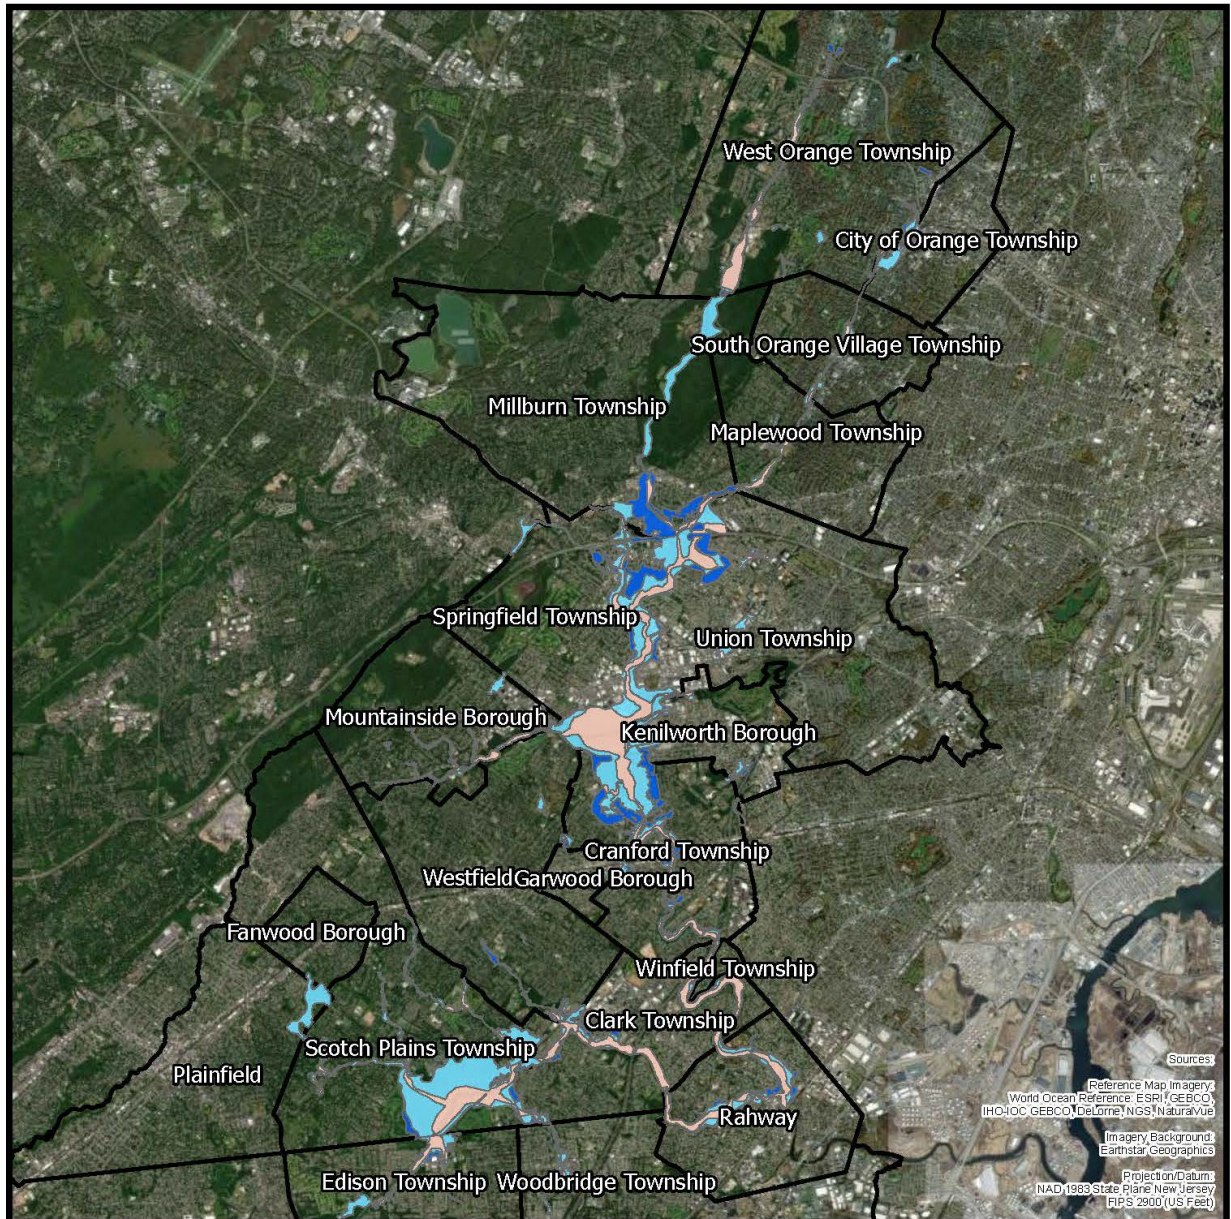 West Orange Township
City of Orange Township
South Orange Village Township
Millburn Township
Maplewood Township
Springfield Township
Union Township
Mountainside Borough
Kenilworth Borough
Cranford Township
Westfield
Garwood Borough
Fanwood Borough
Winfield Township
Clark Township
Scotch Plains Township
Plainfield
Rahway
Edison Township
Woodbridge Township
Sources:
Reference Map Imagery:
World Ocean Reference: ESRI, GEBCO,
IHO-IOC GEBCO, DeLorme, NGS, NaturalVue
Imagery Background:
Earthstar Geographics
Projection/Datum:
NAD 1983 State Plane New Jersey
FIPS 2900 (US Feet)